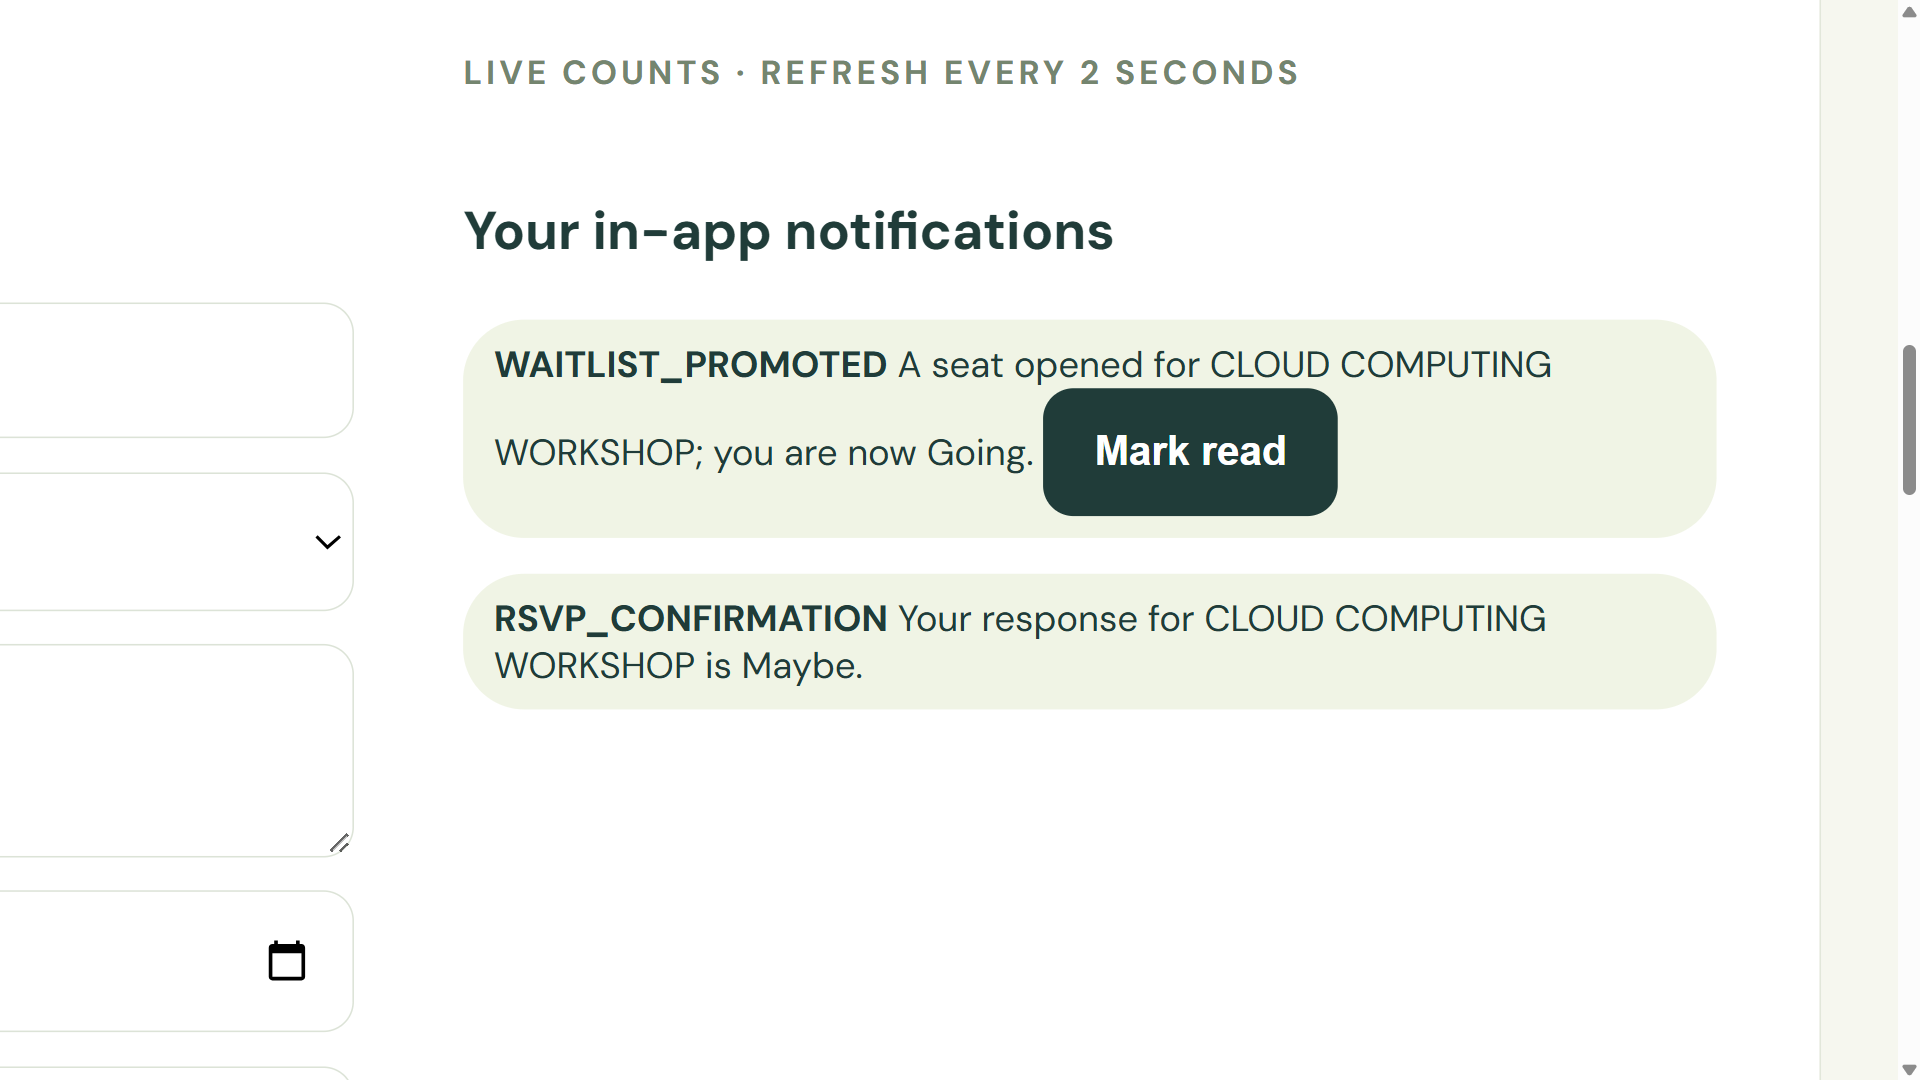 LIVE COUNTS · REFRESH EVERY 2 SECONDS
Your in-app notifications
WAITLIST_PROMOTED A seat opened for CLOUD COMPUTING
WORKSHOP; you are now Going. Mark read
RSVP_CONFIRMATION Your response for CLOUD COMPUTING
WORKSHOP is Maybe.